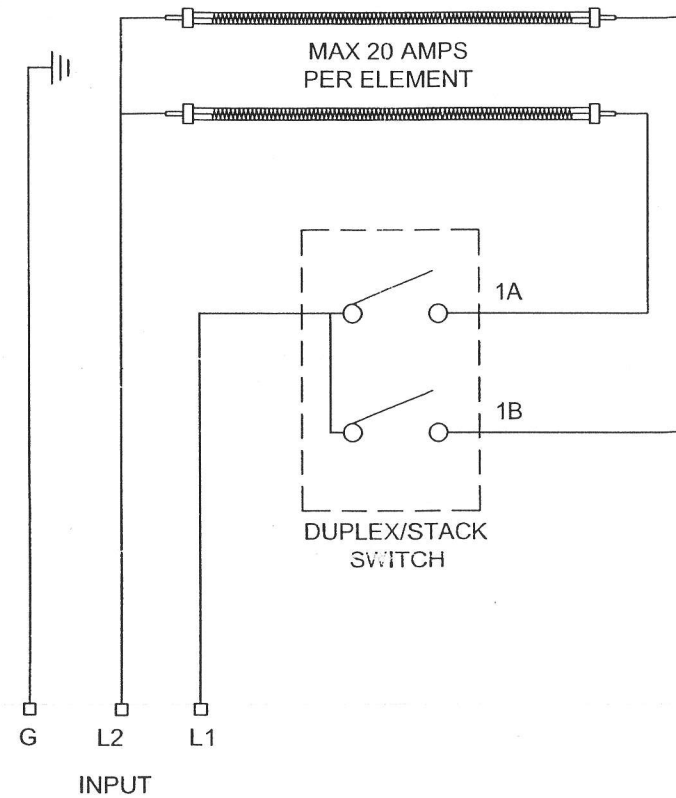 MAX 20 AMPS
PER ELEMENT
1A
1B
DUPLEX/STACK
SWITCH
G
L2
L1
INPUT